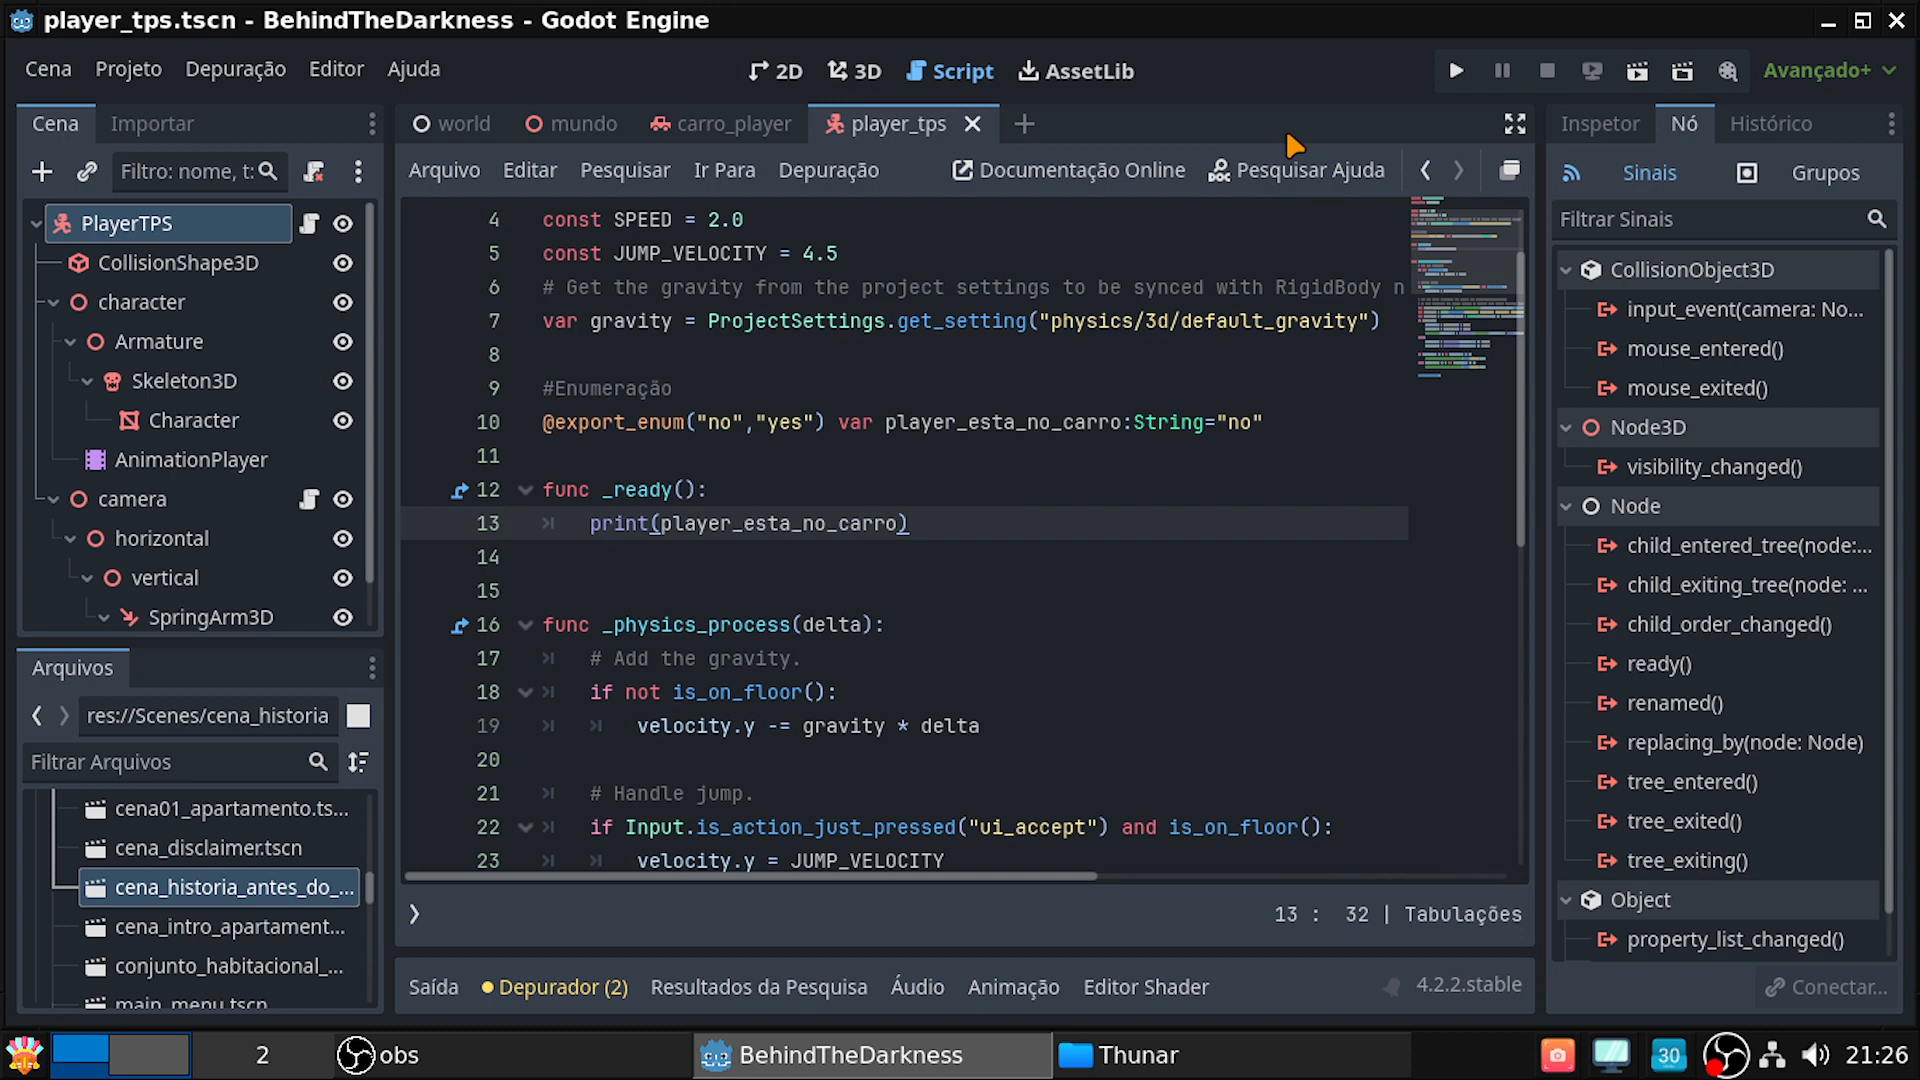 player_tps.tscn - BehindTheDarkness - Godot Engine
Cena Projeto Depuração Editor Ajuda
2D 3D Script AssetLib
Avançado+
Cena Importar
world mundo carro_player player_tps
Inspetor Nó Histórico
Filtro: nome, t:
Arquivo Editar Pesquisar Ir Para Depuração Documentação Online Pesquisar Ajuda
Sinais Grupos
Filtrar Sinais
PlayerTPS
CollisionShape3D
character
Armature
Skeleton3D
Character
AnimationPlayer
camera
horizontal
vertical
SpringArm3D
Arquivos
res://Scenes/cena_historia
Filtrar Arquivos
cena01_apartamento.ts...
cena_disclaimer.tscn
cena_historia_antes_do_...
cena_intro_apartament...
conjunto_habitacional_...
main_menu.tscn
4 const SPEED = 2.0
5 const JUMP_VELOCITY = 4.5
6 # Get the gravity from the project settings to be synced with RigidBody n
7 var gravity = ProjectSettings.get_setting("physics/3d/default_gravity")
8
9 #Enumeração
10 @export_enum("no","yes") var player_esta_no_carro:String="no"
11
12 func _ready():
13 print(player_esta_no_carro)
14
15
16 func _physics_process(delta):
17 # Add the gravity.
18 if not is_on_floor():
19 velocity.y -= gravity * delta
20
21 # Handle jump.
22 if Input.is_action_just_pressed("ui_accept") and is_on_floor():
23 velocity.y = JUMP_VELOCITY
13 : 32 | Tabulações
Saída Depurador (2) Resultados da Pesquisa Áudio Animação Editor Shader 4.2.2.stable
CollisionObject3D
input_event(camera: No...
mouse_entered()
mouse_exited()
Node3D
visibility_changed()
Node
child_entered_tree(node:...
child_exiting_tree(node: ...
child_order_changed()
ready()
renamed()
replacing_by(node: Node)
tree_entered()
tree_exited()
tree_exiting()
Object
property_list_changed()
Conectar...
2 obs BehindTheDarkness Thunar 30 21:26